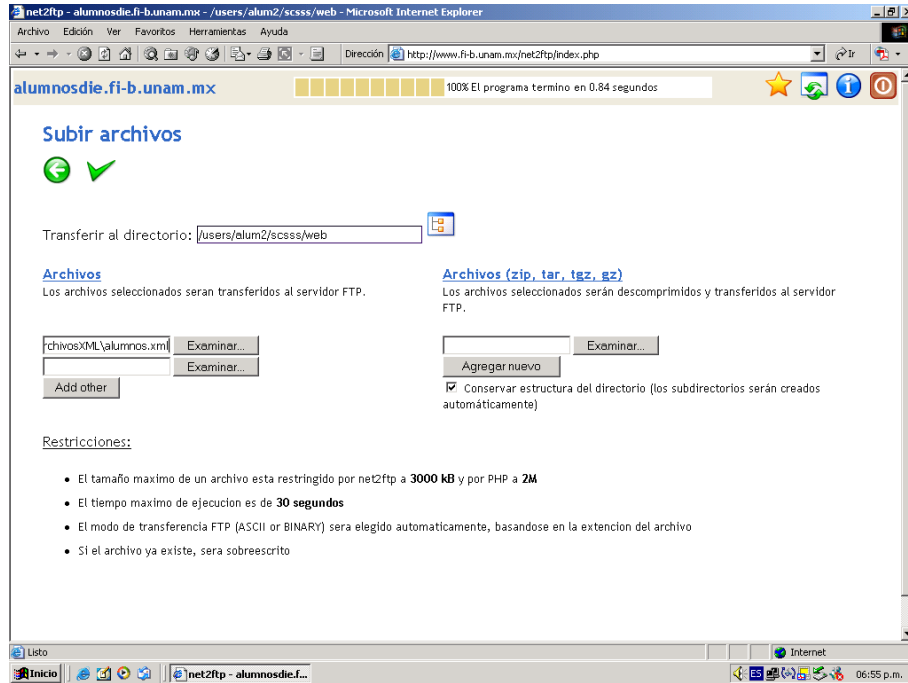 net2ftp - alumnosdie.fi-b.unam.mx - /users/alum2/scsss/web - Microsoft Internet Explorer
Archivo Edición Ver Favoritos Herramientas Ayuda
Dirección http://www.fi-b.unam.mx/net2ftp/index.php Ir
alumnosdie.fi-b.unam.mx 100% El programa termino en 0.84 segundos
Subir archivos
Transferir al directorio: /users/alum2/scsss/web
Archivos
Los archivos seleccionados seran transferidos al servidor FTP.
rchivosXML\alumnos.xml Examinar...
Examinar...
Add other
Archivos (zip, tar, tgz, gz)
Los archivos seleccionados serán descomprimidos y transferidos al servidor
FTP.
Examinar...
Agregar nuevo
Conservar estructura del directorio (los subdirectorios serán creados
automáticamente)
Restricciones:
El tamaño maximo de un archivo esta restringido por net2ftp a 3000 kB y por PHP a 2M
El tiempo maximo de ejecucion es de 30 segundos
El modo de transferencia FTP (ASCII or BINARY) sera elegido automaticamente, basandose en la extencion del archivo
Si el archivo ya existe, sera sobreescrito
Listo Internet
Inicio net2ftp - alumnosdie.f... ES 06:55 p.m.